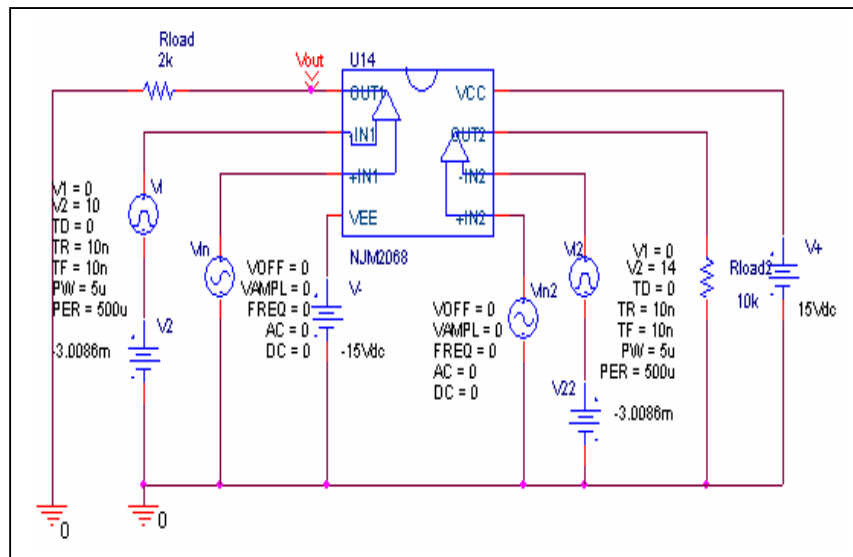 Rload
2k
Vout
U14
OUT1
VCC
-IN1
OUT2
+IN1
-IN2
VEE
+IN2
NJM2068
V1 = 0
V2 = 10
TD = 0
TR = 10n
TF = 10n
PW = 5u
PER = 500u
VI
V2
-3.0086m
Vin
VOFF = 0
VAMPL = 0
FREQ = 0
AC = 0
DC = 0
V-
-15Vdc
Vin2
VOFF = 0
VAMPL = 0
FREQ = 0
AC = 0
DC = 0
VI2
V1 = 0
V2 = 14
TD = 0
TR = 10n
TF = 10n
PW = 5u
PER = 500u
V22
-3.0086m
Rload2
10k
V+
15Vdc
0
0